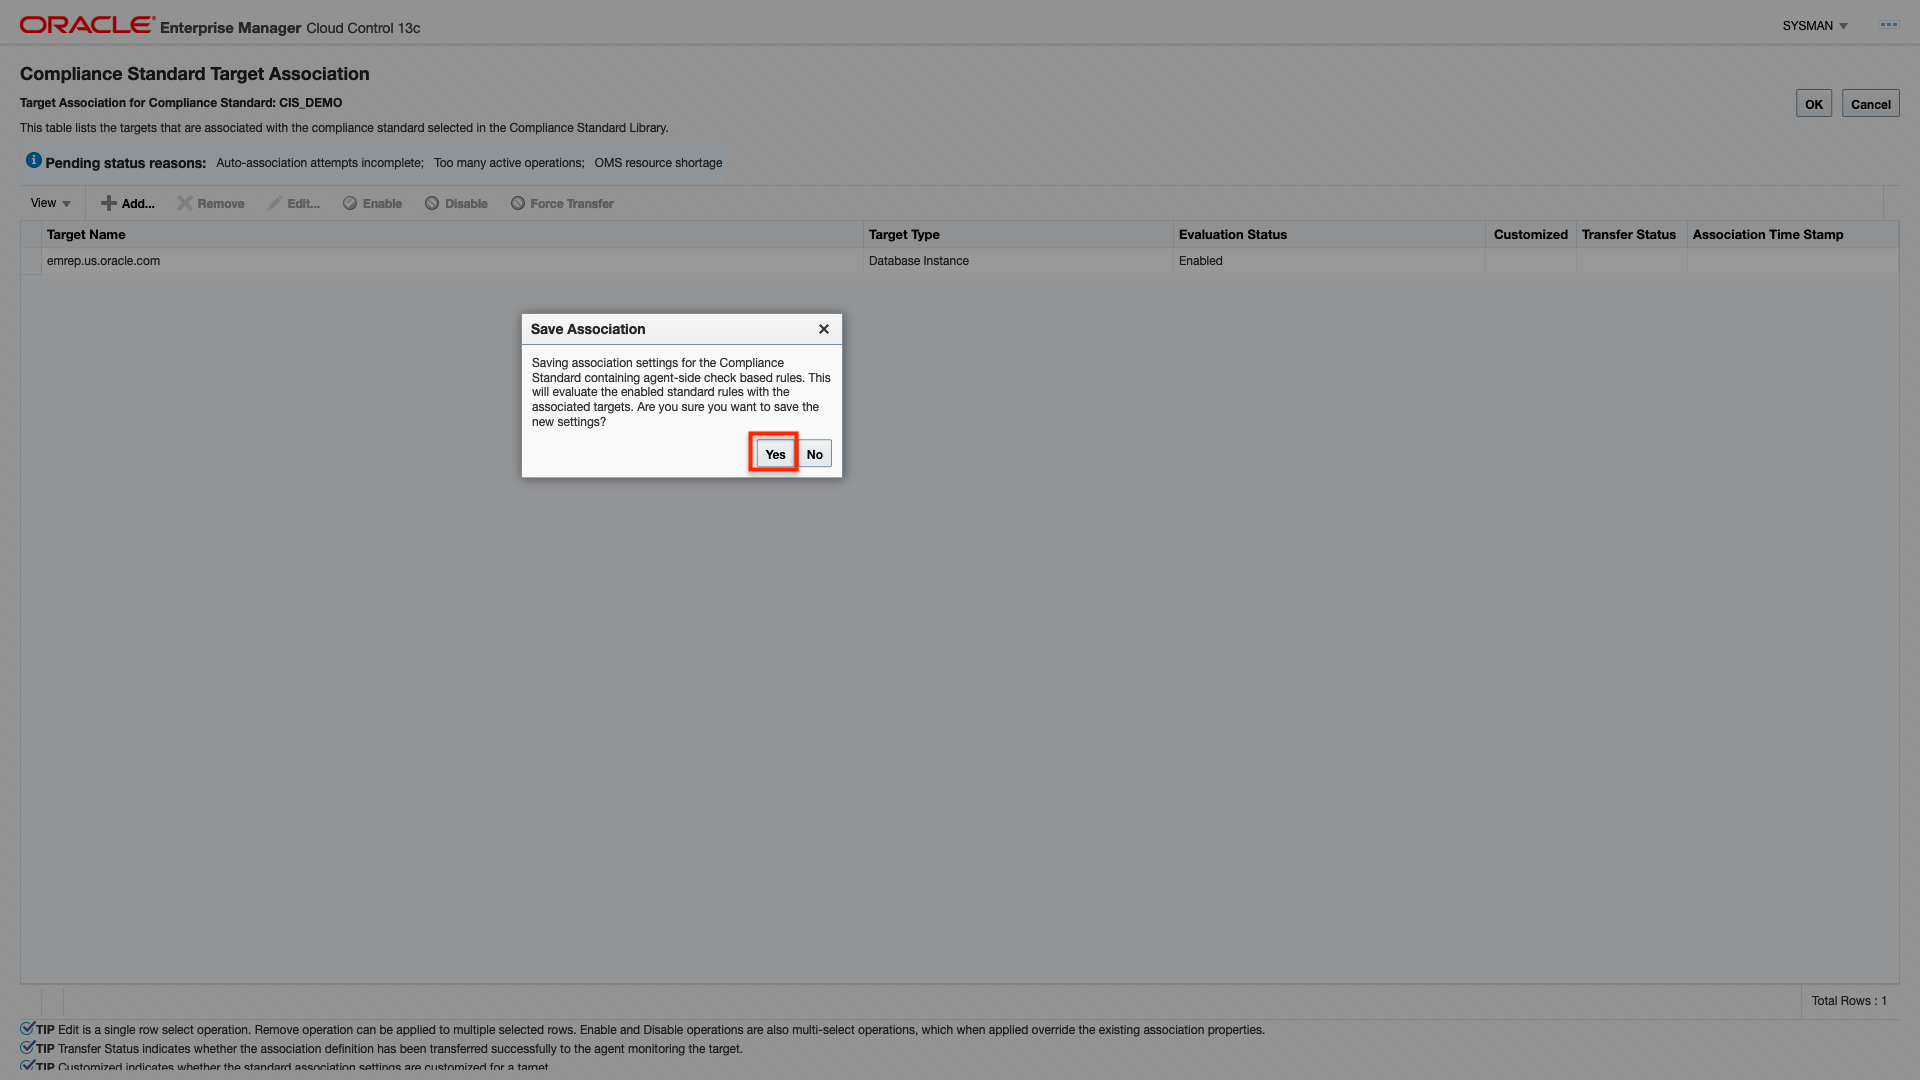 ORACLE Enterprise Manager Cloud Control 13c
SYSMAN
Compliance Standard Target Association
Target Association for Compliance Standard: CIS_DEMO
OK Cancel
This table lists the targets that are associated with the compliance standard selected in the Compliance Standard Library.
Pending status reasons: Auto-association attempts incomplete; Too many active operations; OMS resource shortage
View Add... Remove Edit... Enable Disable Force Transfer
Target Name Target Type Evaluation Status Customized Transfer Status Association Time Stamp
emrep.us.oracle.com Database Instance Enabled
Save Association
Saving association settings for the Compliance
Standard containing agent-side check based rules. This
will evaluate the enabled standard rules with the
associated targets. Are you sure you want to save the
new settings?
Yes No
Total Rows : 1
TIP Edit is a single row select operation. Remove operation can be applied to multiple selected rows. Enable and Disable operations are also multi-select operations, which when applied override the existing association properties.
TIP Transfer Status indicates whether the association definition has been transferred successfully to the agent monitoring the target.
TIP Customized indicates whether the standard association settings are customized for a target.